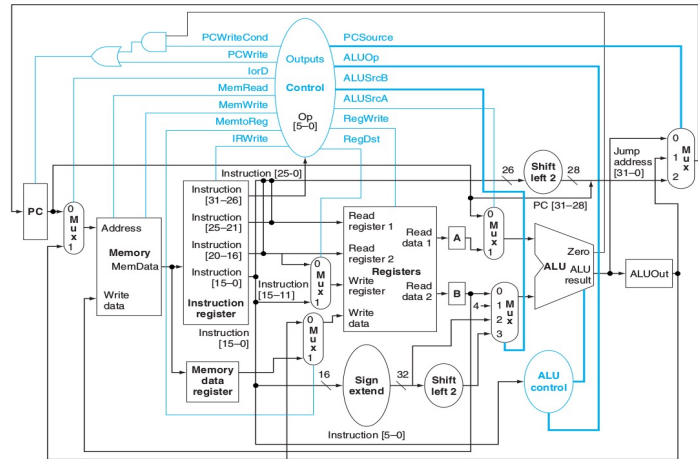 PCWriteCond
PCSource
PCWrite
Outputs
ALUOp
IorD
ALUSrcB
MemRead
Control
ALUSrcA
MemWrite
RegWrite
MemtoReg
Op
[5–0]
RegDst
IRWrite
Instruction [25–0]
26
Shift
left 2
28
Jump
address
[31–0]
0
1
2
M
u
x
PC [31–28]
PC
0
M
u
x
1
Address
Memory
MemData
Write
data
Instruction
[31–26]
Instruction
[25–21]
Instruction
[20–16]
Instruction
[15–0]
Instruction
register
Instruction
[15–0]
Instruction
[15–11]
0
M
u
x
1
0
M
u
x
1
Read
register 1
Read
register 2
Registers
Write
register
Write
data
Read
data 1
Read
data 2
A
B
4
0
M
u
x
1
0
1
2
3
M
u
x
Zero
ALU
ALU
result
ALUOut
Memory
data
register
16
Sign
extend
32
Shift
left 2
ALU
control
Instruction [5–0]